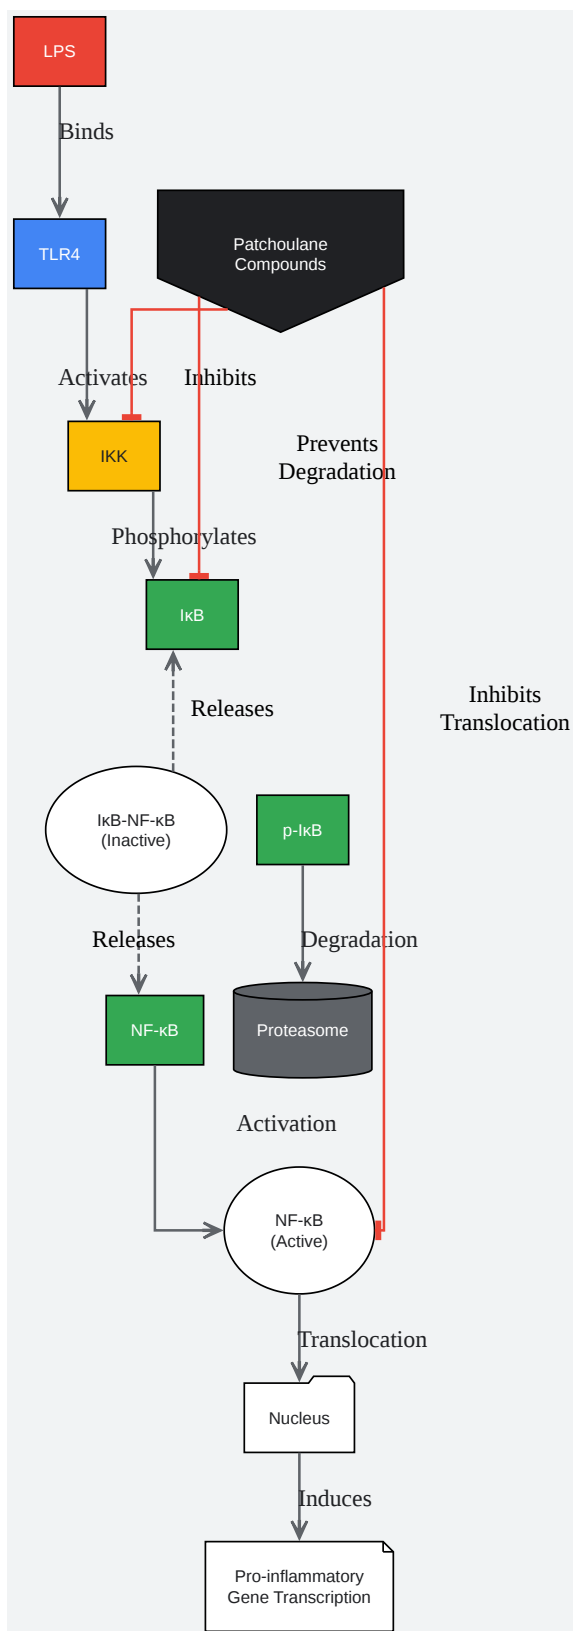 LPS
Binds
TLR4
Patchoulane
Compounds
Activates
Inhibits
Prevents
Degradation
IKK
Phosphorylates
IκB
Releases
Inhibits
Translocation
IκB-NF-κB
(Inactive)
p-IκB
Releases
Degradation
NF-κB
Proteasome
Activation
NF-κB
(Active)
Translocation
Nucleus
Induces
Pro-inflammatory
Gene Transcription